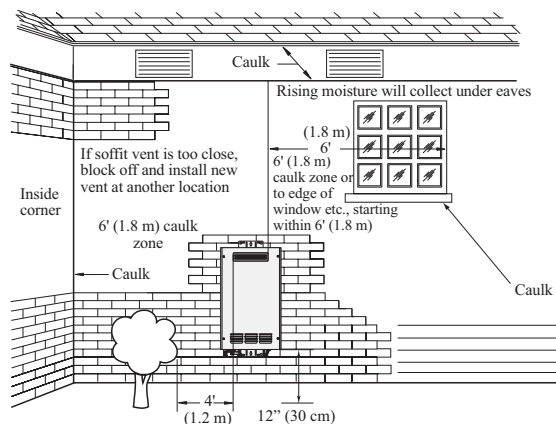 Caulk
Rising moisture will collect under eaves
(1.8 m)
6'
6' (1.8 m)
caulk zone or
to edge of
window etc., starting
within 6' (1.8 m)
If soffit vent is too close,
block off and install new
vent at another location
Inside
corner
6' (1.8 m) caulk
zone
Caulk
Caulk
4'
(1.2 m)
12” (30 cm)